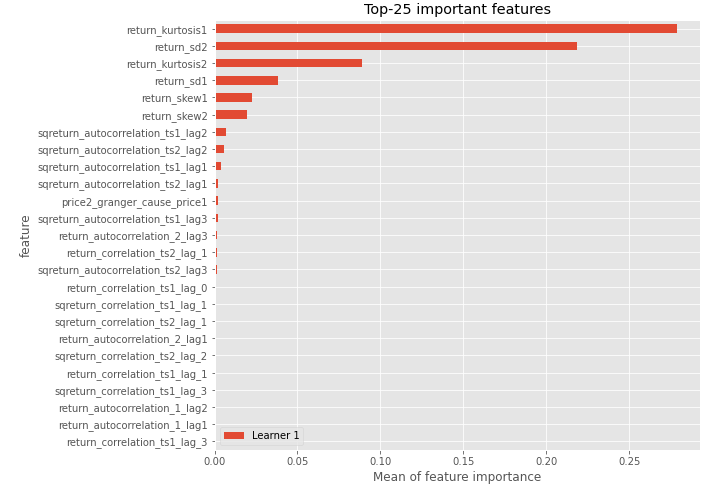 Top-25 important features
return_kurtosis1
return_sd2
return_kurtosis2
return_sd1
return_skew1
return_skew2
sqreturn_autocorrelation_ts1_lag2
sqreturn_autocorrelation_ts2_lag2
sqreturn_autocorrelation_ts1_lag1
sqreturn_autocorrelation_ts2_lag1
price2_granger_cause_price1
sqreturn_autocorrelation_ts1_lag3
return_autocorrelation_2_lag3
return_correlation_ts2_lag_1
sqreturn_autocorrelation_ts2_lag3
return_correlation_ts1_lag_0
sqreturn_correlation_ts1_lag_1
sqreturn_correlation_ts2_lag_1
return_autocorrelation_2_lag1
sqreturn_correlation_ts2_lag_2
return_correlation_ts1_lag_1
sqreturn_correlation_ts1_lag_3
return_autocorrelation_1_lag2
return_autocorrelation_1_lag1
return_correlation_ts1_lag_3
feature
Learner 1
0.00 0.05 0.10 0.15 0.20 0.25
Mean of feature importance